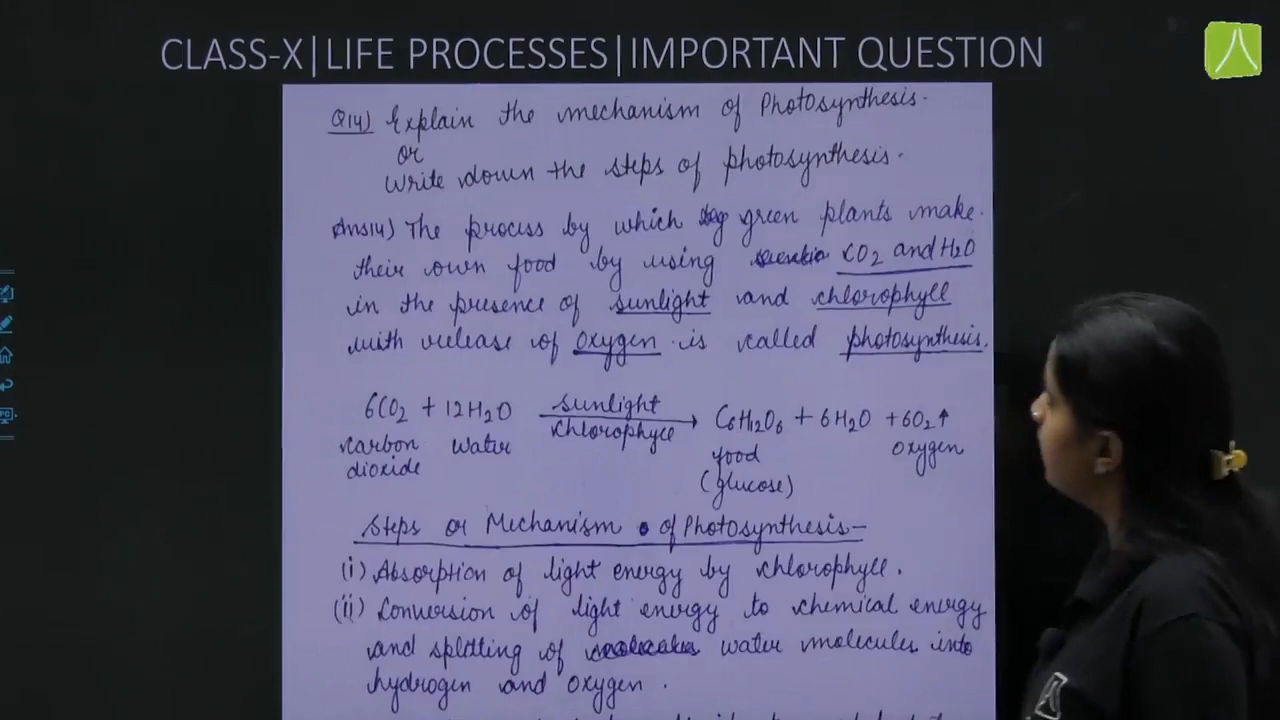 CLASS-X|LIFE PROCESSES|IMPORTANT QUESTION
Q14) Explain the mechanism of Photosynthesis.
or
Write down the steps of photosynthesis.
Ans14) The process by which green plants make
their own food by using CO2 and H2O
in the presence of sunlight and chlorophyll
with release of oxygen is called photosynthesis.
6CO2 + 12H2O sunlight → C6H12O6 + 6H2O + 6O2↑
chlorophyll
carbon dioxide water food (glucose) oxygen
Steps or Mechanism of Photosynthesis-
(i) Absorption of light energy by chlorophyll.
(ii) Conversion of light energy to chemical energy
and splitting of water molecules into
hydrogen and oxygen.